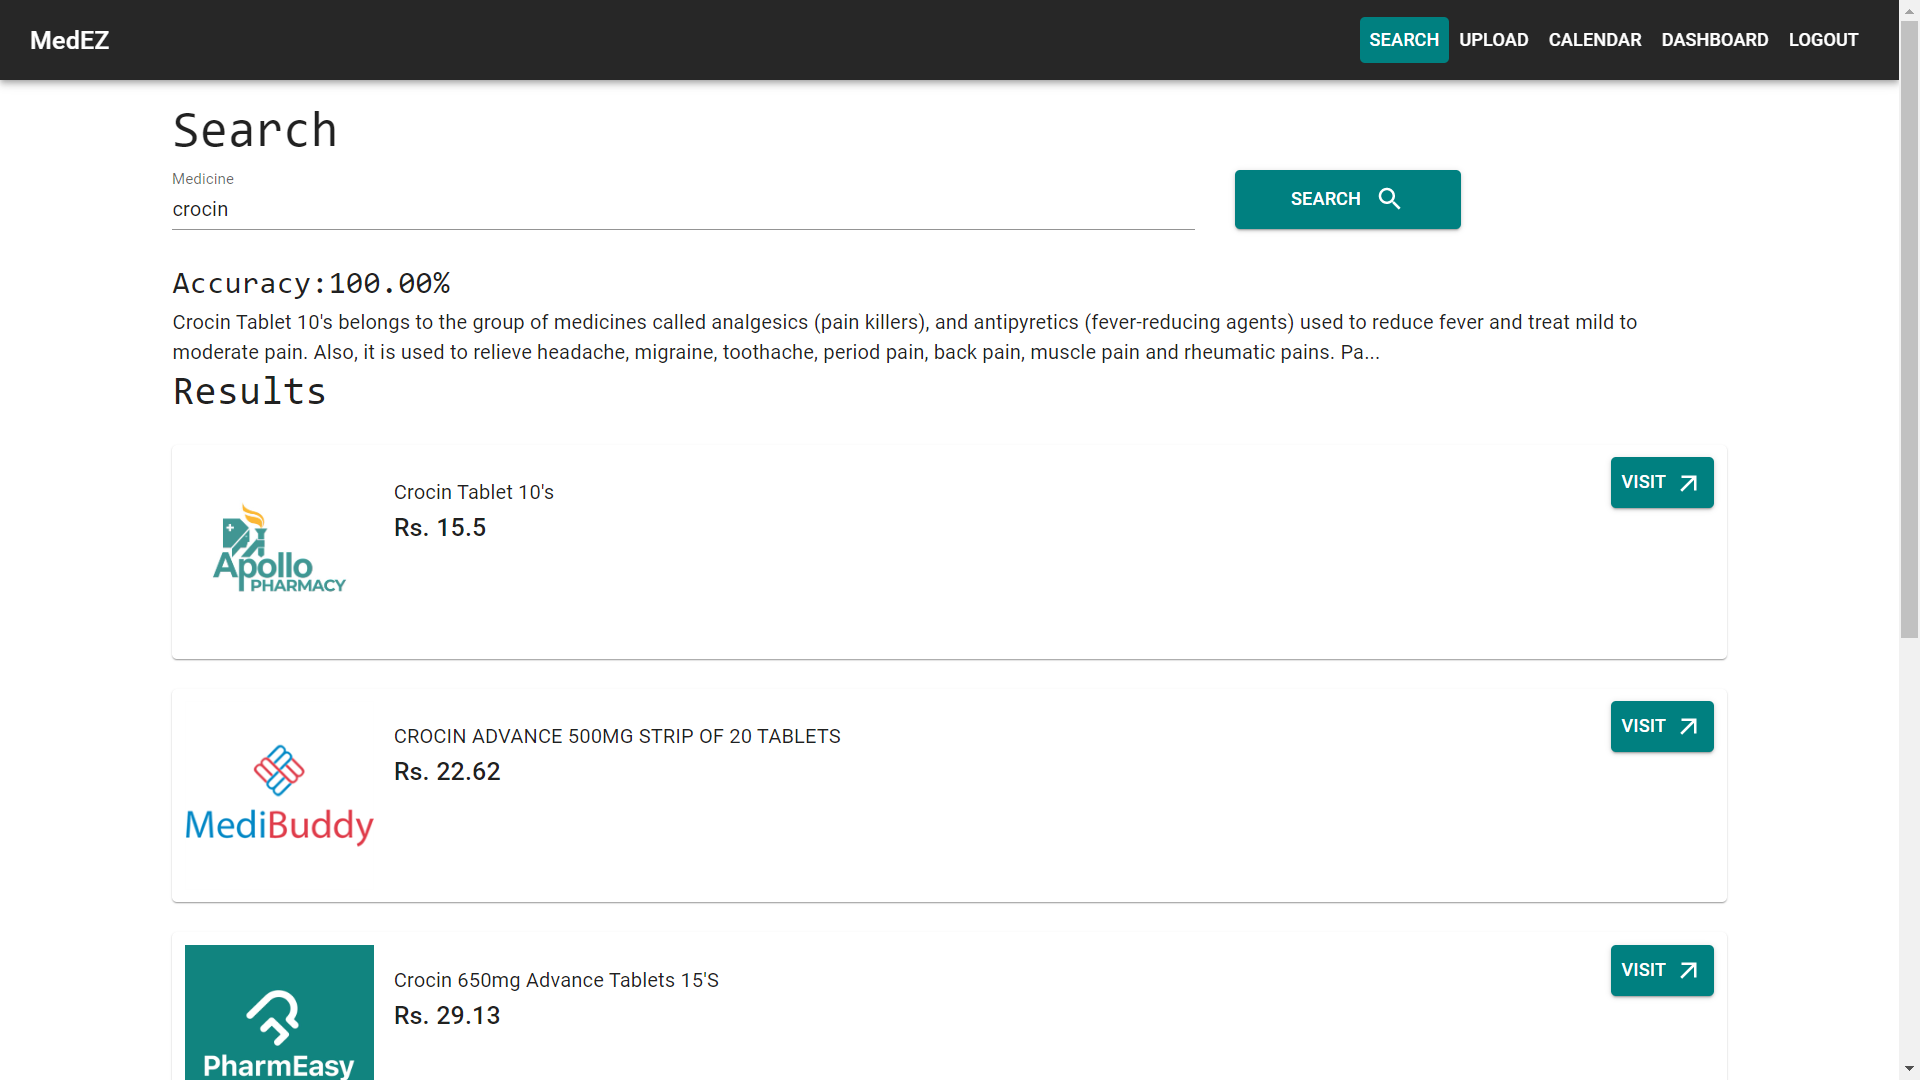 MedEZ
SEARCH
UPLOAD
CALENDAR
DASHBOARD
LOGOUT
Search
Medicine
crocin
SEARCH
Accuracy:100.00%
Crocin Tablet 10's belongs to the group of medicines called analgesics (pain killers), and antipyretics (fever-reducing agents) used to reduce fever and treat mild to
moderate pain. Also, it is used to relieve headache, migraine, toothache, period pain, back pain, muscle pain and rheumatic pains. Pa...
Results
Apollo
PHARMACY
Crocin Tablet 10's
Rs. 15.5
VISIT
MediBuddy
CROCIN ADVANCE 500MG STRIP OF 20 TABLETS
Rs. 22.62
VISIT
PharmEasy
Crocin 650mg Advance Tablets 15'S
Rs. 29.13
VISIT